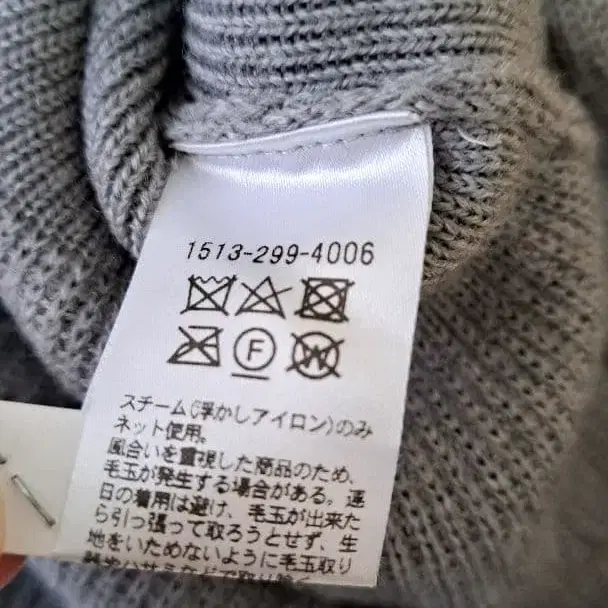 1513-299-4006
F
W
スチーム(浮かしアイロン)のみ
ネット使用。
風合いを重視した商品のため、
毛玉が発生する場合がある。連
日の着用は避け、毛玉が出来た
ら引っ張って取ろうとせず、生
地をいためないように毛玉取り